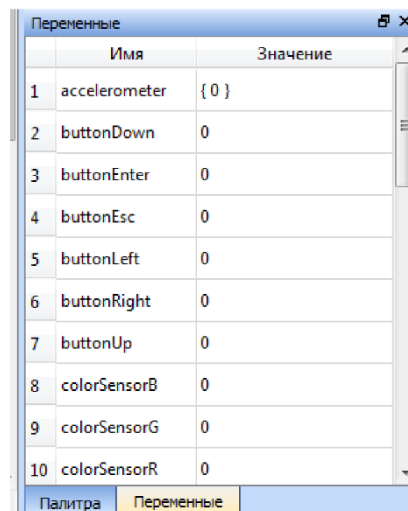 Переменные
Имя Значение
1 accelerometer { 0 }
2 buttonDown 0
3 buttonEnter 0
4 buttonEsc 0
5 buttonLeft 0
6 buttonRight 0
7 buttonUp 0
8 colorSensorB 0
9 colorSensorG 0
10 colorSensorR 0
Палитра Переменные